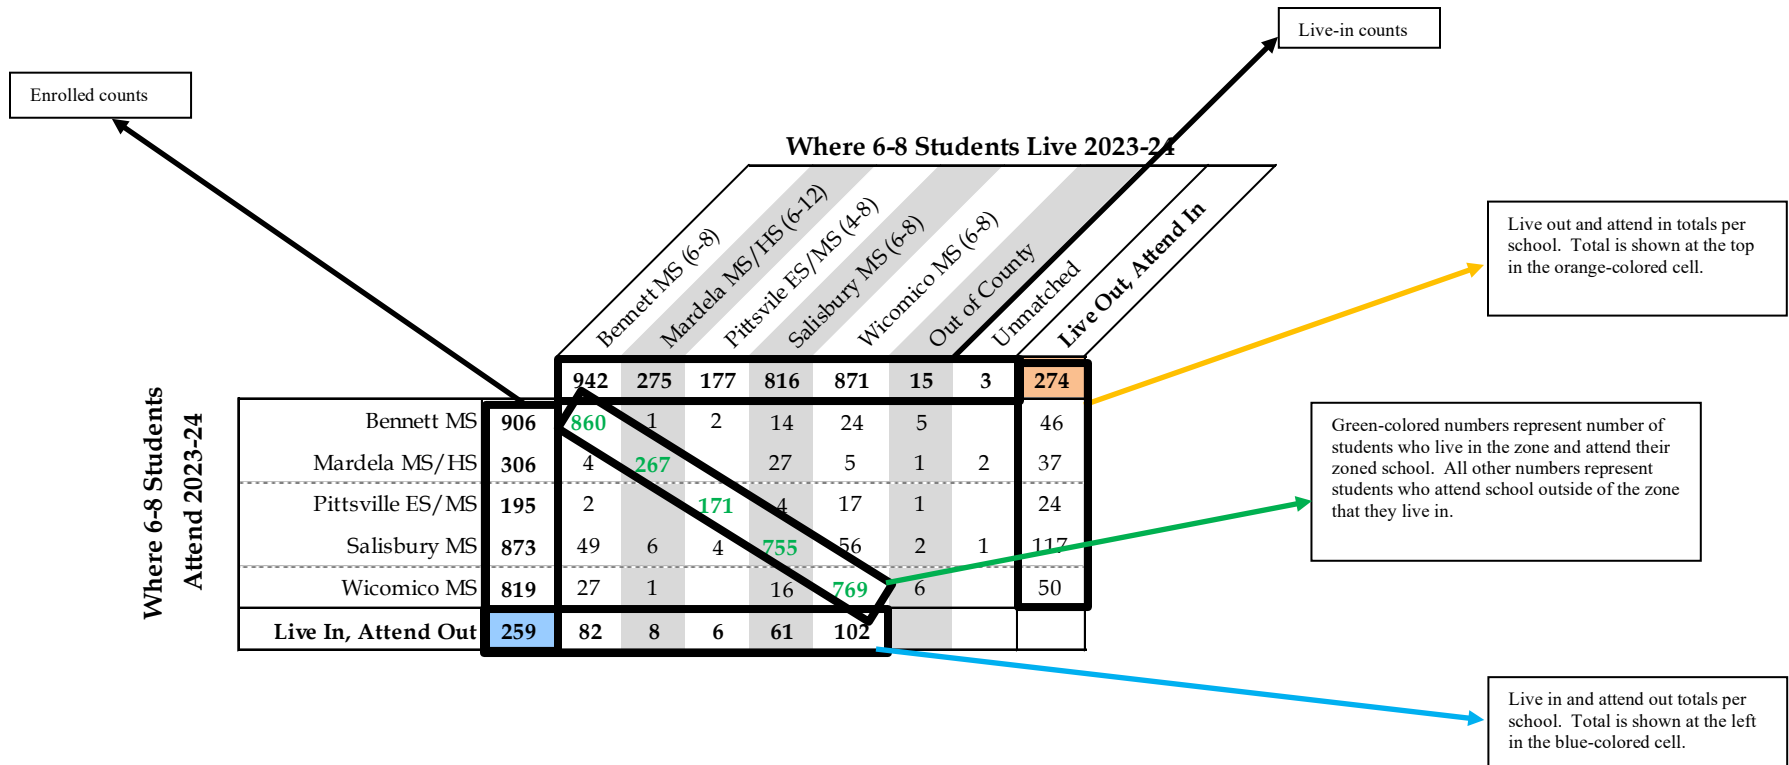 Live-in counts
Enrolled counts
Where 6-8 Students Live 2023-24
Bennett MS (6-8)
Mardela MS/HS (6-12)
Pittsvile ES/MS (4-8)
Salisbury MS (6-8)
Wicomico MS (6-8)
Out of County
Unmatched
Live Out, Attend In
Live out and attend in totals per
school. Total is shown at the top
in the orange-colored cell.
942 275 177 816 871 15 3 274
Where 6-8 Students
Attend 2023-24
Bennett MS 906 860 1 2 14 24 5 46
Mardela MS/HS 306 4 267 27 5 1 2 37
Pittsville ES/MS 195 2 171 4 17 1 24
Salisbury MS 873 49 6 4 755 56 2 1 117
Wicomico MS 819 27 1 16 769 6 50
Live In, Attend Out 259 82 8 6 61 102
Green-colored numbers represent number of
students who live in the zone and attend their
zoned school. All other numbers represent
students who attend school outside of the zone
that they live in.
Live in and attend out totals per
school. Total is shown at the left
in the blue-colored cell.